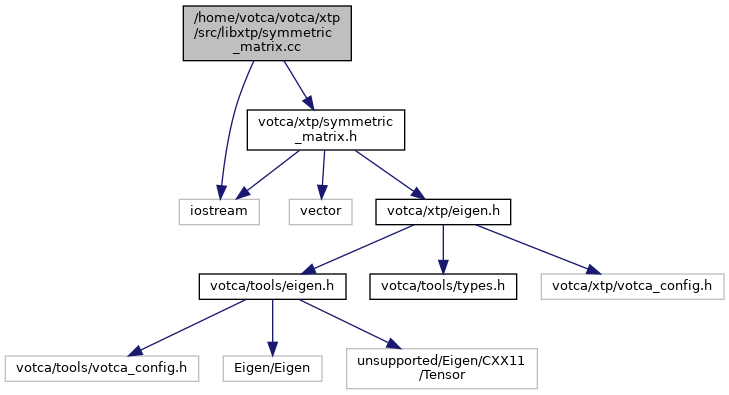 /home/votca/votca/xtp
/src/libxtp/symmetric
_matrix.cc
votca/xtp/symmetric
_matrix.h
iostream
vector
votca/xtp/eigen.h
votca/tools/eigen.h
votca/tools/types.h
votca/xtp/votca_config.h
votca/tools/votca_config.h
Eigen/Eigen
unsupported/Eigen/CXX11
/Tensor